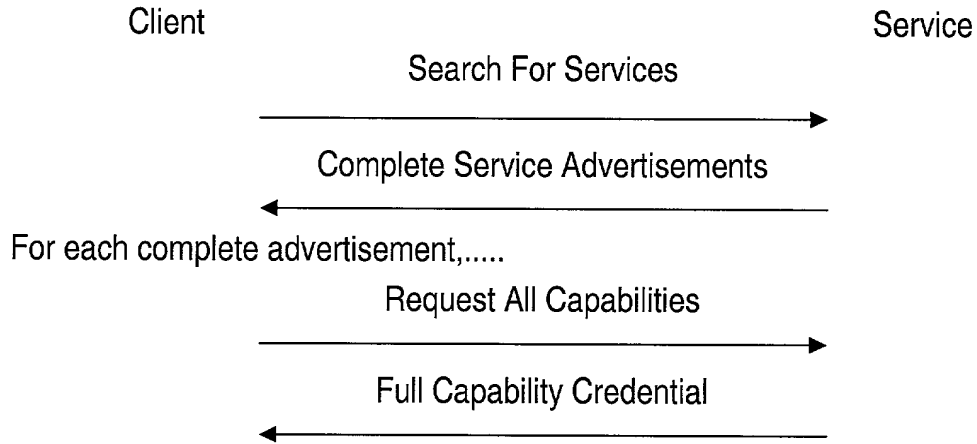 Client
Service
Search For Services
Complete Service Advertisements
For each complete advertisement,.....
Request All Capabilities
Full Capability Credential